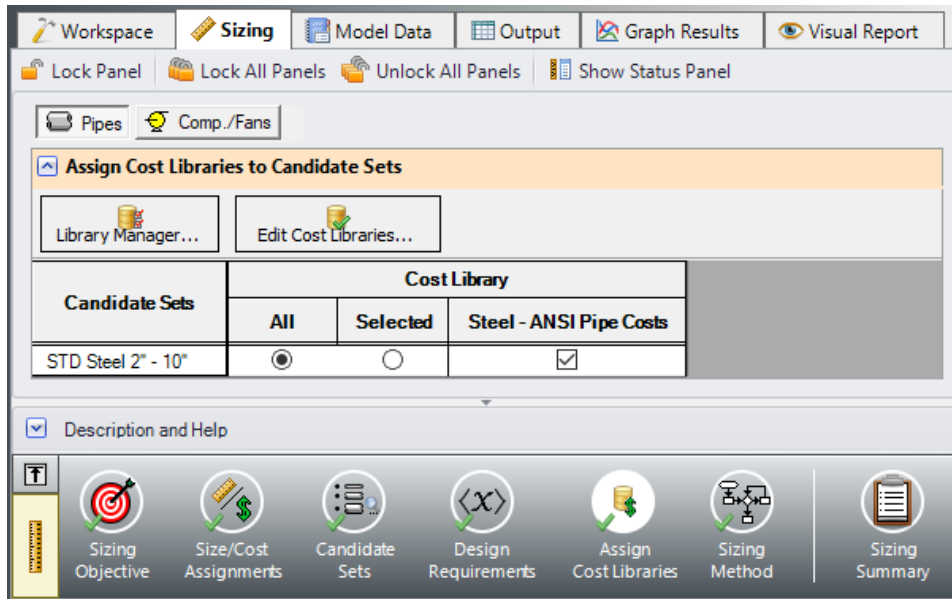 Workspace Sizing Model Data Output Graph Results Visual Report
Lock Panel Lock All Panels Unlock All Panels Show Status Panel
Pipes Comp./Fans
Assign Cost Libraries to Candidate Sets
Library Manager... Edit Cost Libraries...
Candidate Sets Cost Library
All Selected Steel - ANSI Pipe Costs
STD Steel 2" - 10"
Description and Help
Sizing Size/Cost Candidate Design Assign Sizing Sizing
Objective Assignments Sets Requirements Cost Libraries Method Summary